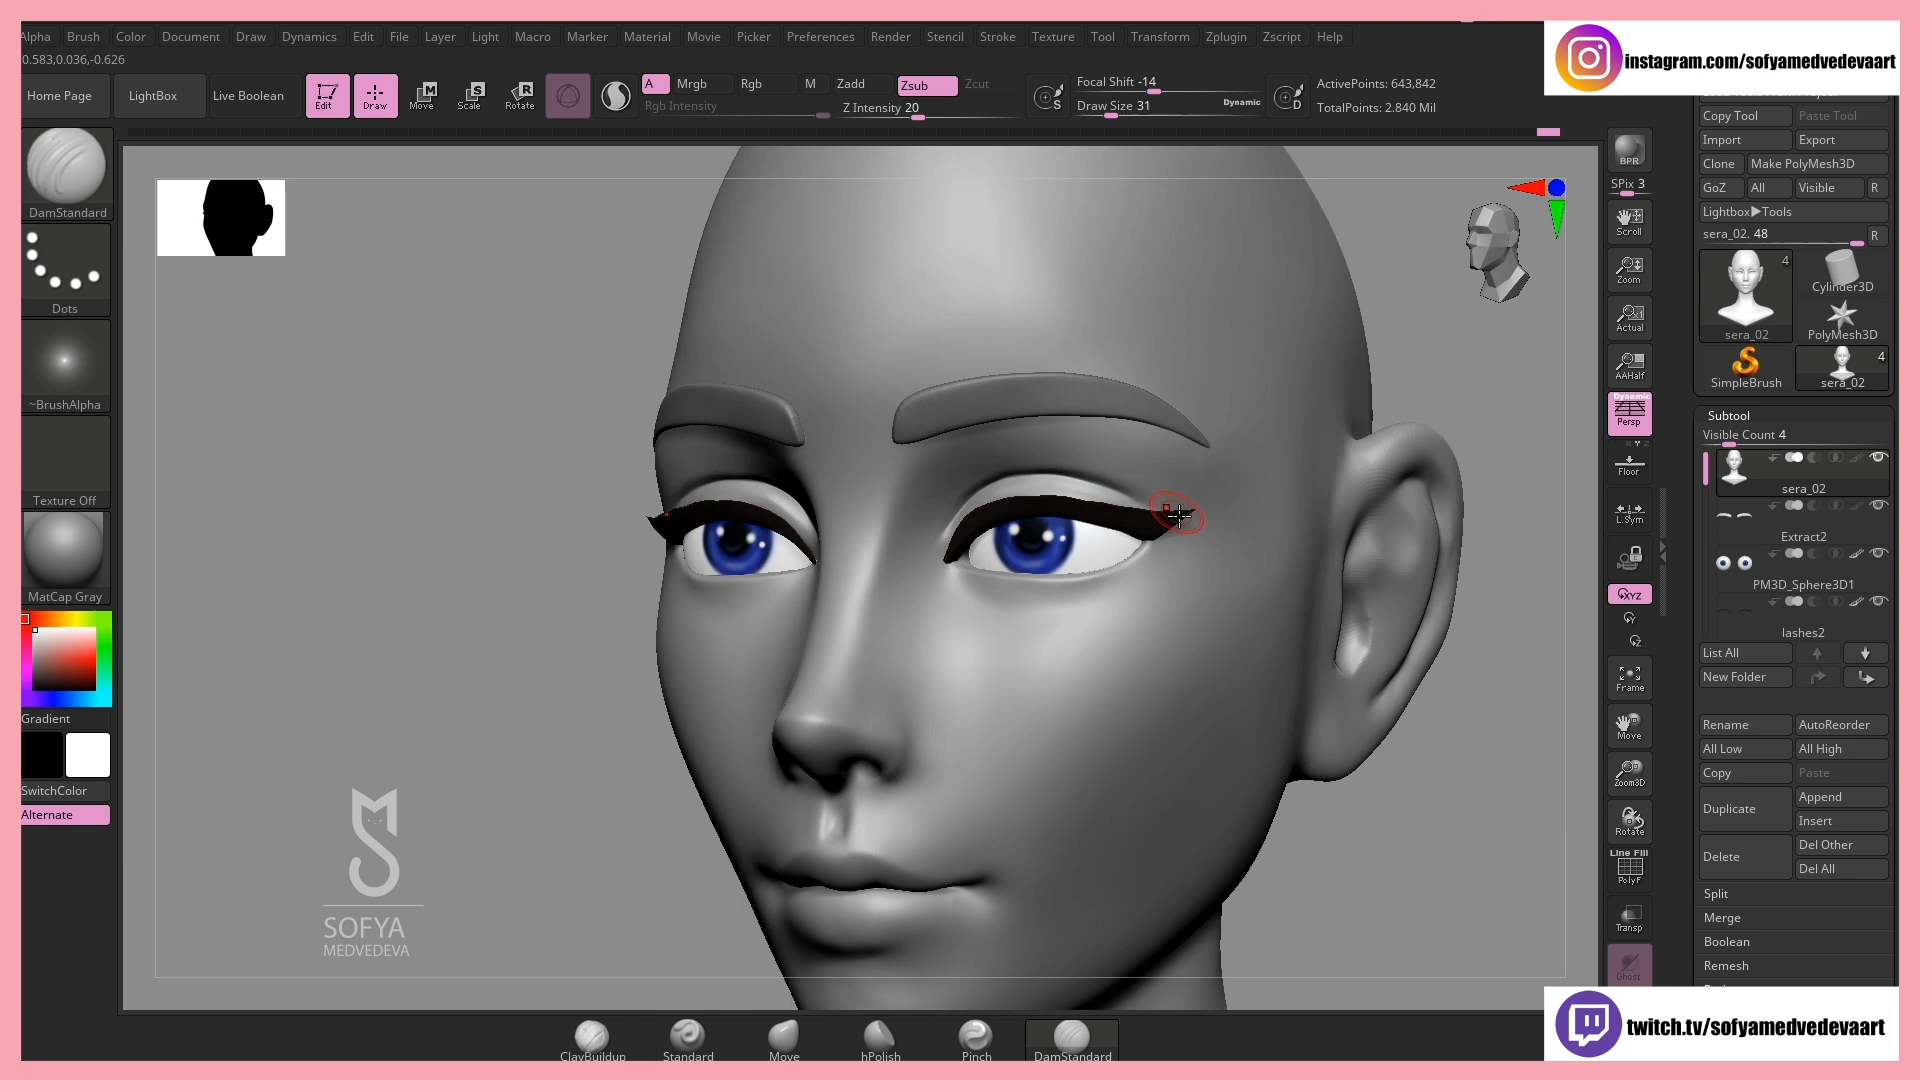 Alpha Brush Color Document Draw Dynamics Edit File Layer Light Macro Marker Material Movie Picker Preferences Render Stencil Stroke Texture Tool Transform Zplugin Zscript Help
0.583,0.036,-0.626
instagram.com/sofyamedvedevaart
Home Page
LightBox
Live Boolean
Edit
Draw
Move
Scale
Rotate
A
Mrgb
Rgb
M
Zadd
Zsub
Zcut
Rgb Intensity
Z Intensity 20
Focal Shift -14
Draw Size 31
Dynamic
ActivePoints: 643,842
TotalPoints: 2.840 Mil
DamStandard
Dots
~BrushAlpha
Texture Off
MatCap Gray
Gradient
SwitchColor
Alternate
SOFYA
MEDVEDEVA
BPR
SPix 3
Scroll
Zoom
Actual
AAHalf
Dynamic
Persp
Floor
L.Sym
XYZ
Frame
Move
Zoom3D
Rotate
Line Fill
PolyF
Transp
Ghost
Copy Tool
Paste Tool
Import
Export
Clone
Make PolyMesh3D
GoZ
All
Visible
R
Lightbox▶Tools
sera_02. 48
R
4
sera_02
Cylinder3D
PolyMesh3D
SimpleBrush
4
sera_02
Subtool
Visible Count 4
sera_02
Extract2
PM3D_Sphere3D1
lashes2
List All
New Folder
Rename
AutoReorder
All Low
All High
Copy
Paste
Duplicate
Append
Insert
Delete
Del Other
Del All
Split
Merge
Boolean
Remesh
ClayBuildup
Standard
Move
hPolish
Pinch
DamStandard
twitch.tv/sofyamedvedevaart